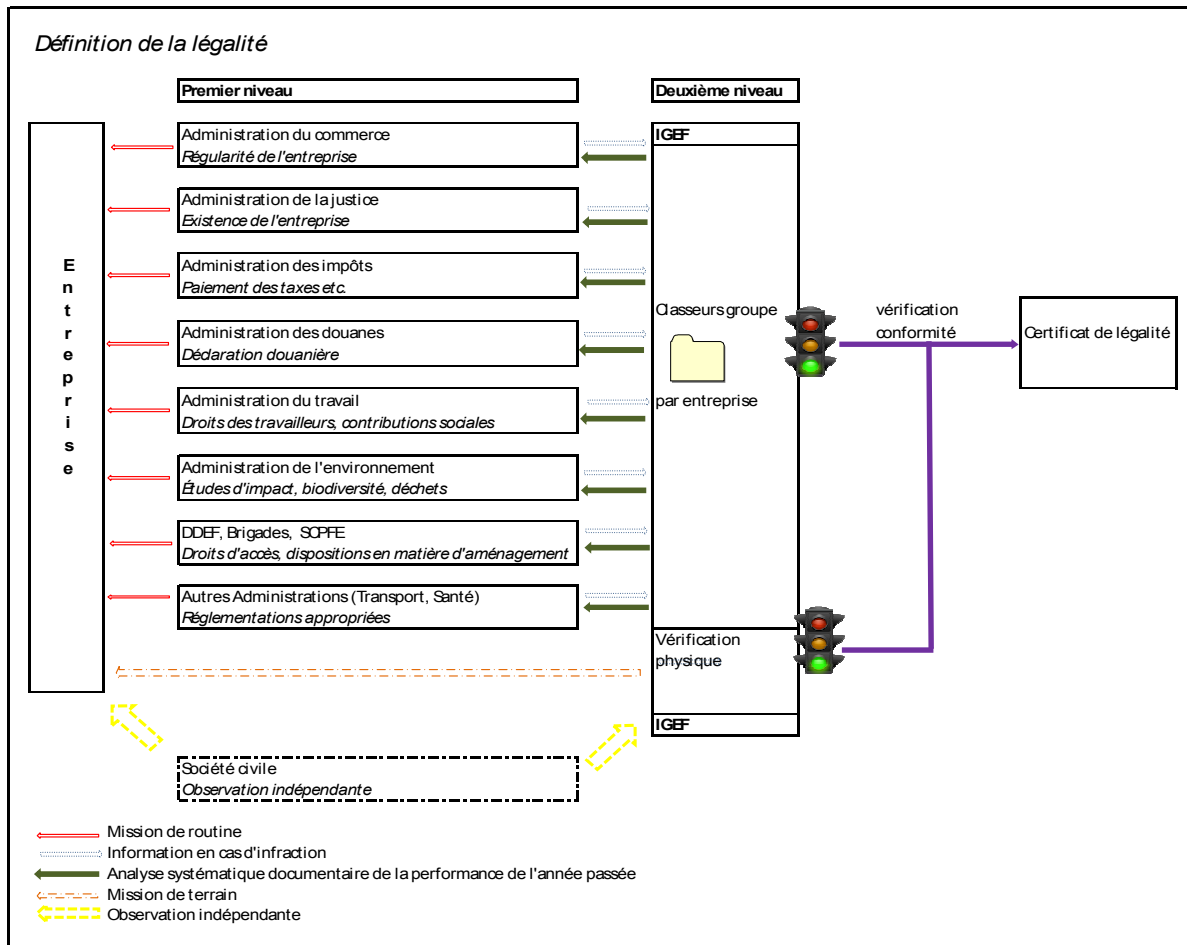 Définition de la légalité
Premier niveau
Deuxième niveau
Entreprise
Administration du commerce
Régularité de l'entreprise
Administration de la justice
Existence de l'entreprise
Administration des impôts
Paiement des taxes etc.
Administration des douanes
Déclaration douanière
Administration du travail
Droits des travailleurs, contributions sociales
Administration de l'environnement
Études d'impact, biodiversité, déchets
DDEF, Brigades, SCPFE
Droits d'accès, dispositions en matière d'aménagement
Autres Administrations (Transport, Santé)
Réglementations appropriées
IGEF
Classeurs groupe
par entreprise
Vérification
physique
IGEF
vérification
conformité
Certificat de légalité
Société civile
Observation indépendante
Mission de routine
Information en cas d'infraction
Analyse systématique documentaire de la performance de l'année passée
Mission de terrain
Observation indépendante